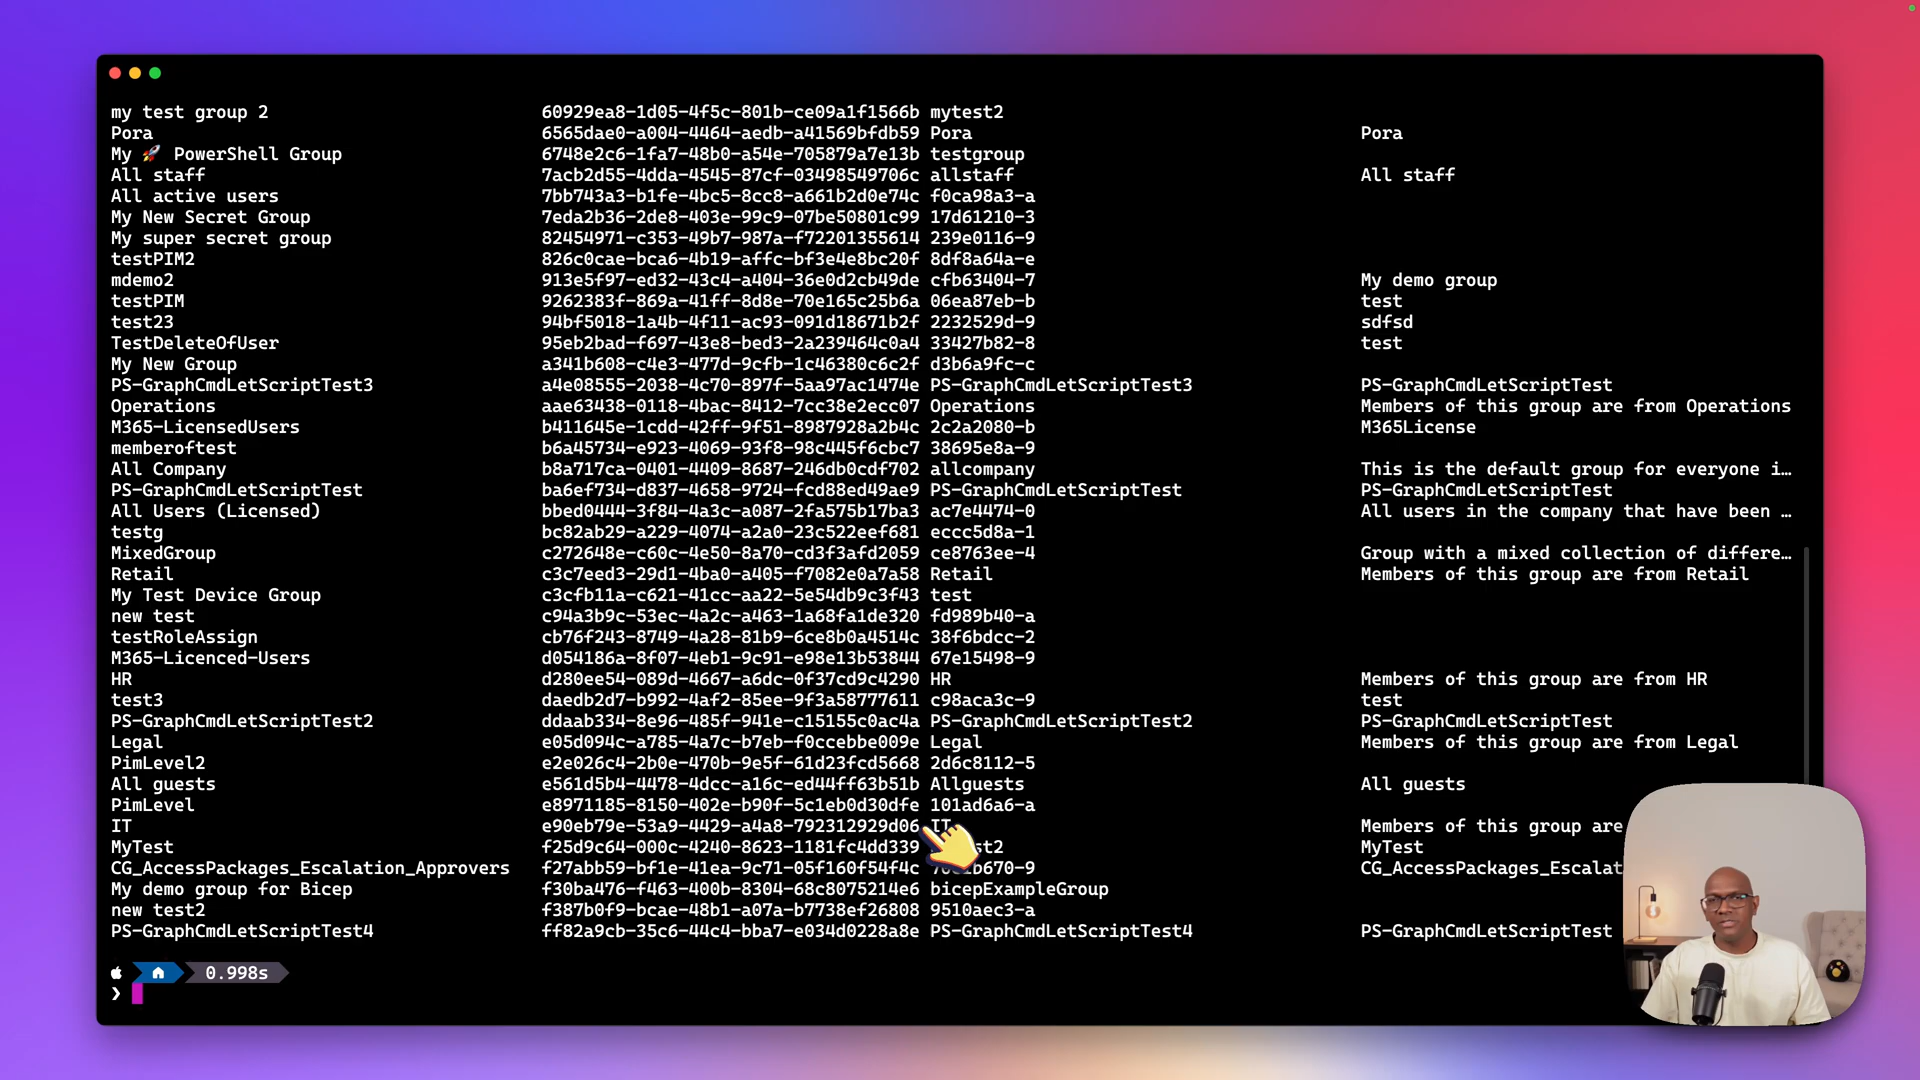 my test group 2 60929ea8-1d05-4f5c-801b-ce09a1f1566b mytest2
Pora 6565dae0-a004-4464-aedb-a41569bfdb59 Pora Pora
My 🚀 PowerShell Group 6748e2c6-1fa7-48b0-a54e-705879a7e13b testgroup
All staff 7acb2d55-4dda-4545-87cf-03498549706c allstaff All staff
All active users 7bb743a3-b1fe-4bc5-8cc8-a661b2d0e74c f0ca98a3-a
My New Secret Group 7eda2b36-2de8-403e-99c9-07be50801c99 17d61210-3
My super secret group 82454971-c353-49b7-987a-f72201355614 239e0116-9
testPIM2 826c0cae-bca6-4b19-affc-bf3e4e8bc20f 8df8a64a-e
mdemo2 913e5f97-ed32-43c4-a404-36e0d2cb49de cfb63404-7 My demo group
testPIM 9262383f-869a-41ff-8d8e-70e165c25b6a 06ea87eb-b test
test23 94bf5018-1a4b-4f11-ac93-091d18671b2f 2232529d-9 sdfsd
TestDeleteOfUser 95eb2bad-f697-43e8-bed3-2a239464c0a4 33427b82-8 test
My New Group a341b608-c4e3-477d-9cfb-1c46380c6c2f d3b6a9fc-c
PS-GraphCmdLetScriptTest3 a4e08555-2038-4c70-897f-5aa97ac1474e PS-GraphCmdLetScriptTest3 PS-GraphCmdLetScriptTest
Operations aae63438-0118-4bac-8412-7cc38e2ecc07 Operations Members of this group are from Operations
M365-LicensedUsers b411645e-1cdd-42ff-9f51-8987928a2b4c 2c2a2080-b M365License
memberoftest b6a45734-e923-4069-93f8-98c445f6cbc7 38695e8a-9
All Company b8a717ca-0401-4409-8687-246db0cdf702 allcompany This is the default group for everyone i…
PS-GraphCmdLetScriptTest ba6ef734-d837-4658-9724-fcd88ed49ae9 PS-GraphCmdLetScriptTest PS-GraphCmdLetScriptTest
All Users (Licensed) bbed0444-3f84-4a3c-a087-2fa575b17ba3 ac7e4474-0 All users in the company that have been …
testg bc82ab29-a229-4074-a2a0-23c522eef681 eccc5d8a-1
MixedGroup c272648e-c60c-4e50-8a70-cd3f3afd2059 ce8763ee-4 Group with a mixed collection of differe…
Retail c3c7eed3-29d1-4ba0-a405-f7082e0a7a58 Retail Members of this group are from Retail
My Test Device Group c3cfb11a-c621-41cc-aa22-5e54db9c3f43 test
new test c94a3b9c-53ec-4a2c-a463-1a68fa1de320 fd989b40-a
testRoleAssign cb76f243-8749-4a28-81b9-6ce8b0a4514c 38f6bdcc-2
M365-Licenced-Users d054186a-8f07-4eb1-9c91-e98e13b53844 67e15498-9
HR d280ee54-089d-4667-a6dc-0f37cd9c4290 HR Members of this group are from HR
test3 daedb2d7-b992-4af2-85ee-9f3a58777611 c98aca3c-9 test
PS-GraphCmdLetScriptTest2 ddaab334-8e96-485f-941e-c15155c0ac4a PS-GraphCmdLetScriptTest2 PS-GraphCmdLetScriptTest
Legal e05d094c-a785-4a7c-b7eb-f0ccebbe009e Legal Members of this group are from Legal
PimLevel2 e2e026c4-2b0e-470b-9e5f-61d23fcd5668 2d6c8112-5
All guests e561d5b4-4478-4dcc-a16c-ed44ff63b51b Allguests All guests
PimLevel e8971185-8150-402e-b90f-5c1eb0d30dfe 101ad6a6-a
IT e90eb79e-53a9-4429-a4a8-792312929d06 IT Members of this group are
MyTest f25d9c64-000c-4240-8623-1181fc4dd339 MyTest
CG_AccessPackages_Escalation_Approvers f27abb59-bf1e-41ea-9c71-05f160f54f4c CG_AccessPackages_Escalat
My demo group for Bicep f30ba476-f463-400b-8304-68c8075214e6 bicepExampleGroup
new test2 f387b0f9-bcae-48b1-a07a-b7738ef26808 9510aec3-a
PS-GraphCmdLetScriptTest4 ff82a9cb-35c6-44c4-bba7-e034d0228a8e PS-GraphCmdLetScriptTest4 PS-GraphCmdLetScriptTest
0.998s
❯